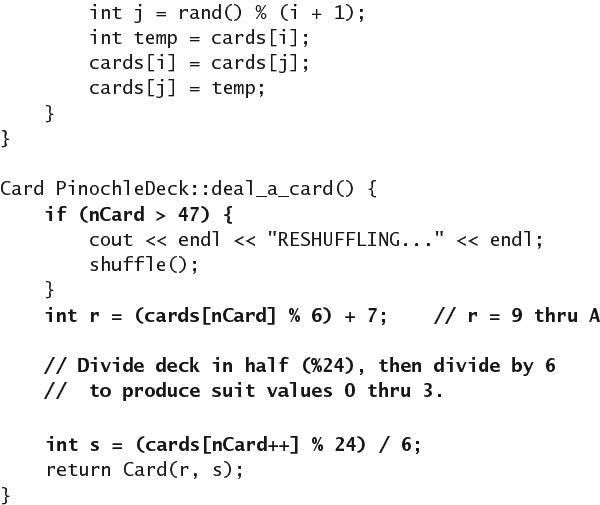 int j = rand() % (i + 1);
        int temp = cards[i];
        cards[i] = cards[j];
        cards[j] = temp;
    }
}

Card PinochleDeck::deal_a_card() {
    if (nCard > 47) {
        cout << endl << "RESHUFFLING..." << endl;
        shuffle();
    }
    int r = (cards[nCard] % 6) + 7;    // r = 9 thru A

    // Divide deck in half (%24), then divide by 6
    //  to produce suit values 0 thru 3.

    int s = (cards[nCard++] % 24) / 6;
    return Card(r, s);
}